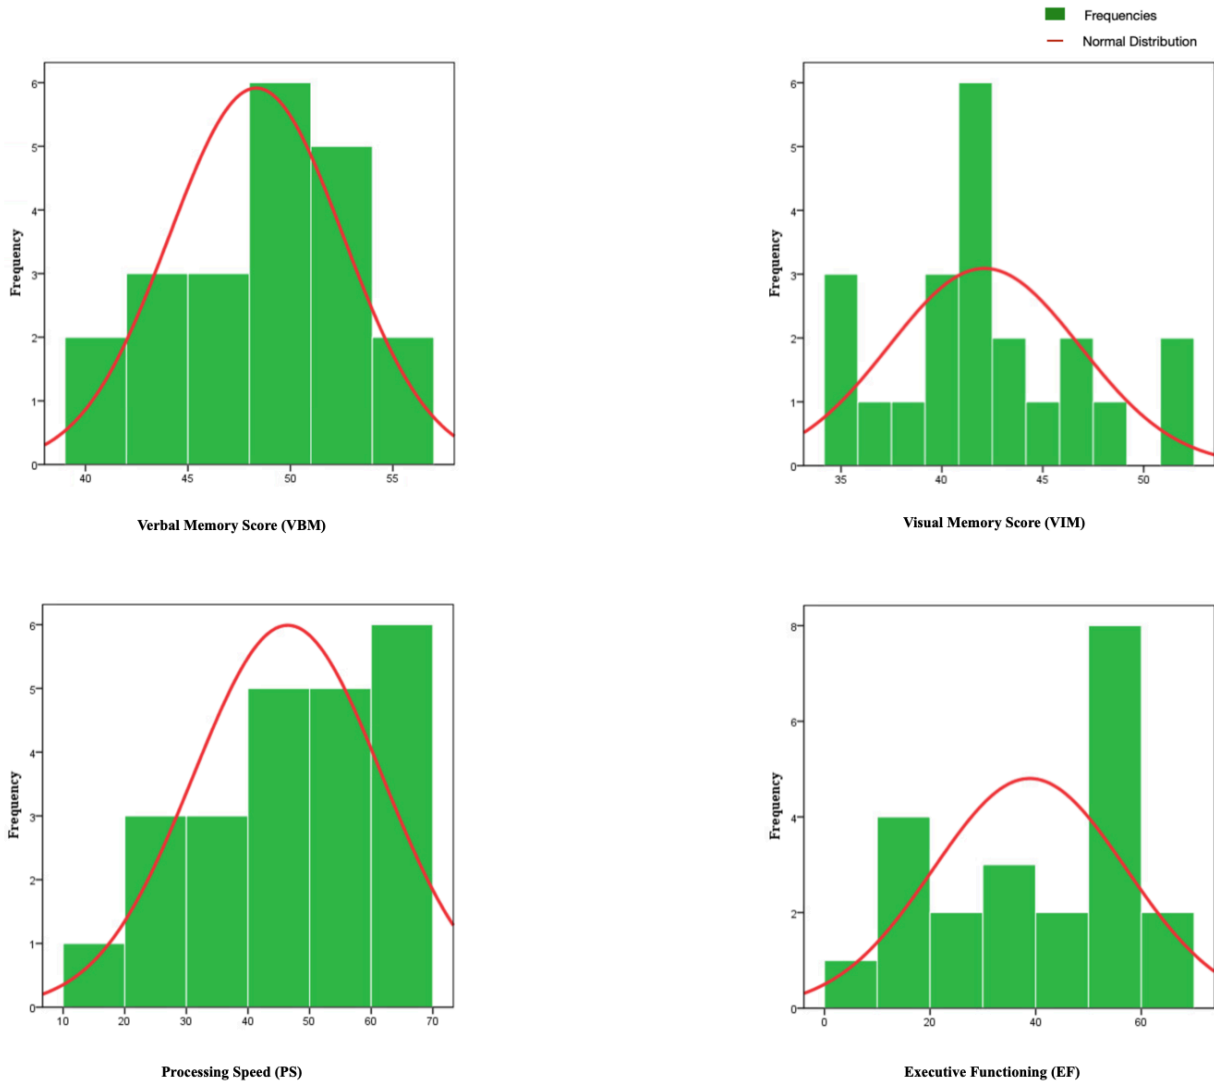 Frequencies
Normal Distribution
6
5
4
3
2
1
0
Frequency
40 45 50 55
Verbal Memory Score (VBM)
6
5
4
3
2
1
0
Frequency
35 40 45 50
Visual Memory Score (VIM)
6
5
4
3
2
1
0
Frequency
10 20 30 40 50 60 70
Processing Speed (PS)
8
6
4
2
0
Frequency
0 20 40 60
Executive Functioning (EF)